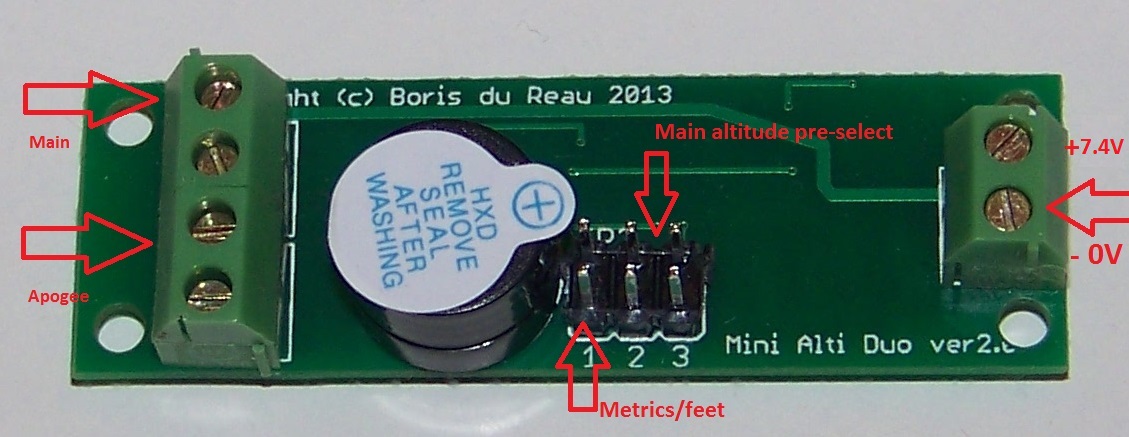 (c) Boris du Reau 2013
Main
Main altitude pre-select
+7.4V
HXD
REMOVE
SEAL
AFTER
WASHING
- 0V
Apogee
1 2 3
Mini Alti Duo
Metrics/feet